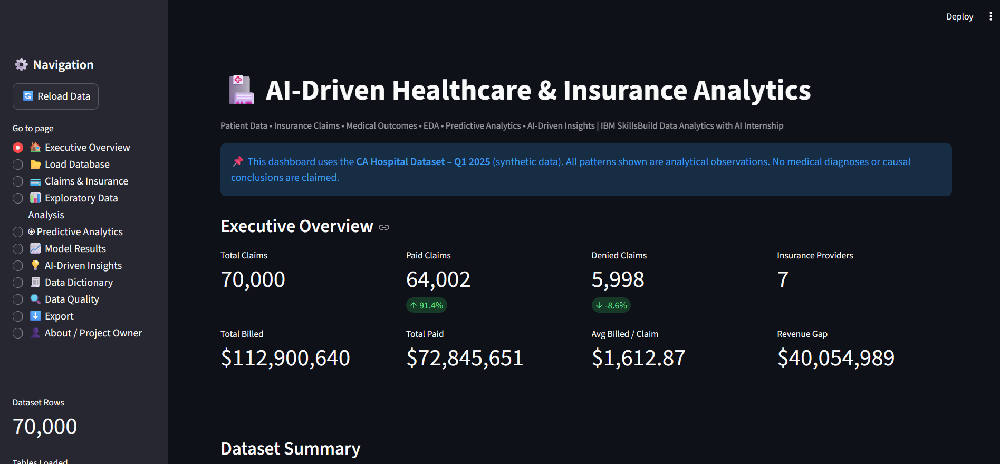 Deploy
Navigation
Reload Data
Go to page
Executive Overview
Load Database
Claims & Insurance
Exploratory Data
Analysis
Predictive Analytics
Model Results
AI-Driven Insights
Data Dictionary
Data Quality
Export
About / Project Owner
Dataset Rows
70,000
Tables Loaded
AI-Driven Healthcare & Insurance Analytics
Patient Data • Insurance Claims • Medical Outcomes • EDA • Predictive Analytics • AI-Driven Insights | IBM SkillsBuild Data Analytics with AI Internship
This dashboard uses the CA Hospital Dataset – Q1 2025 (synthetic data). All patterns shown are analytical observations. No medical diagnoses or causal
conclusions are claimed.
Executive Overview
Total Claims
70,000
Paid Claims
64,002
↑ 91.4%
Denied Claims
5,998
↓ -8.6%
Insurance Providers
7
Total Billed
$112,900,640
Total Paid
$72,845,651
Avg Billed / Claim
$1,612.87
Revenue Gap
$40,054,989
Dataset Summary